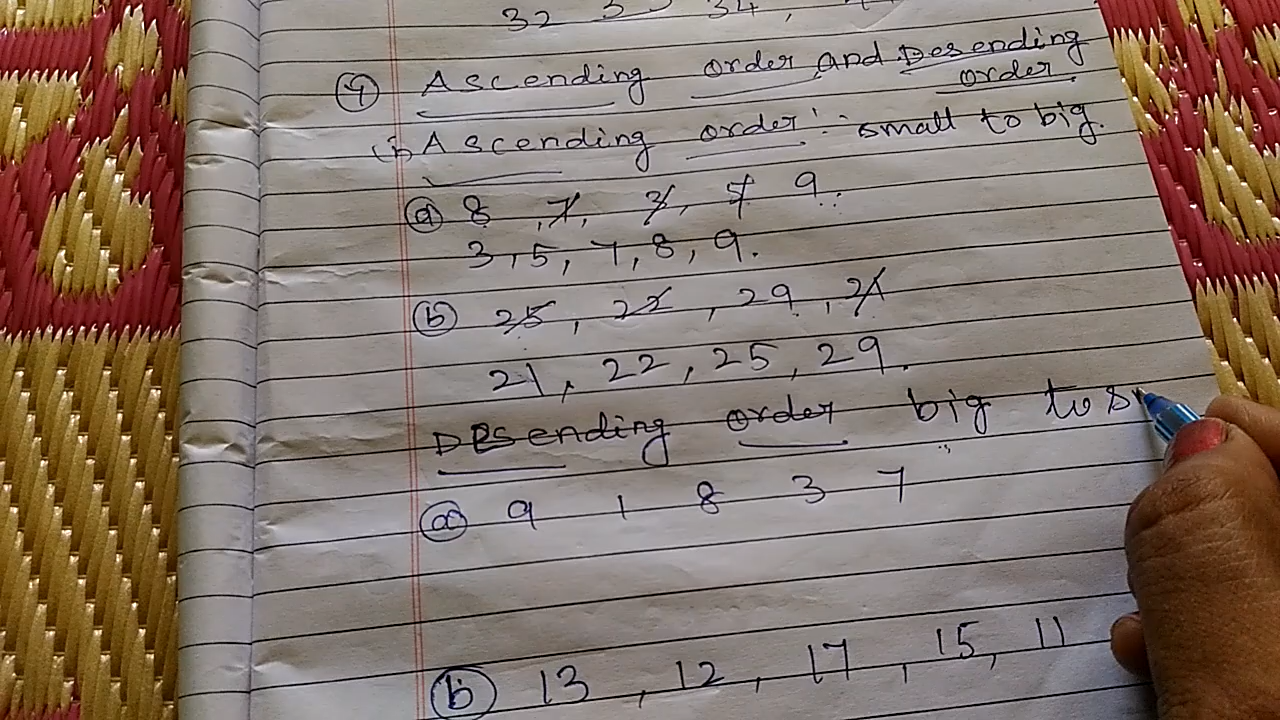 32 34,
4 Ascending order and Desending
order.
(i) Ascending order :- small to big.
a 8 , 7, 3, 5 9.
3, 5, 7, 8, 9.
b 25, 22, 29, 21
21, 22, 25, 29.
Desending order big to s
a 9 1 8 3 7
b 13, 12, 17, 15, 11